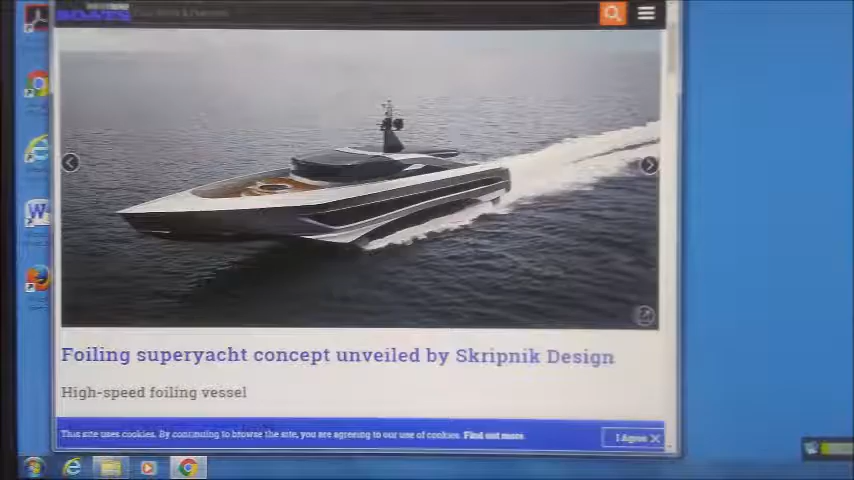 BOATS
Foiling superyacht concept unveiled by Skripnik Design
High-speed foiling vessel
This site uses cookies. By continuing to browse the site, you are agreeing to our use of cookies. Find out more.
I Agree X